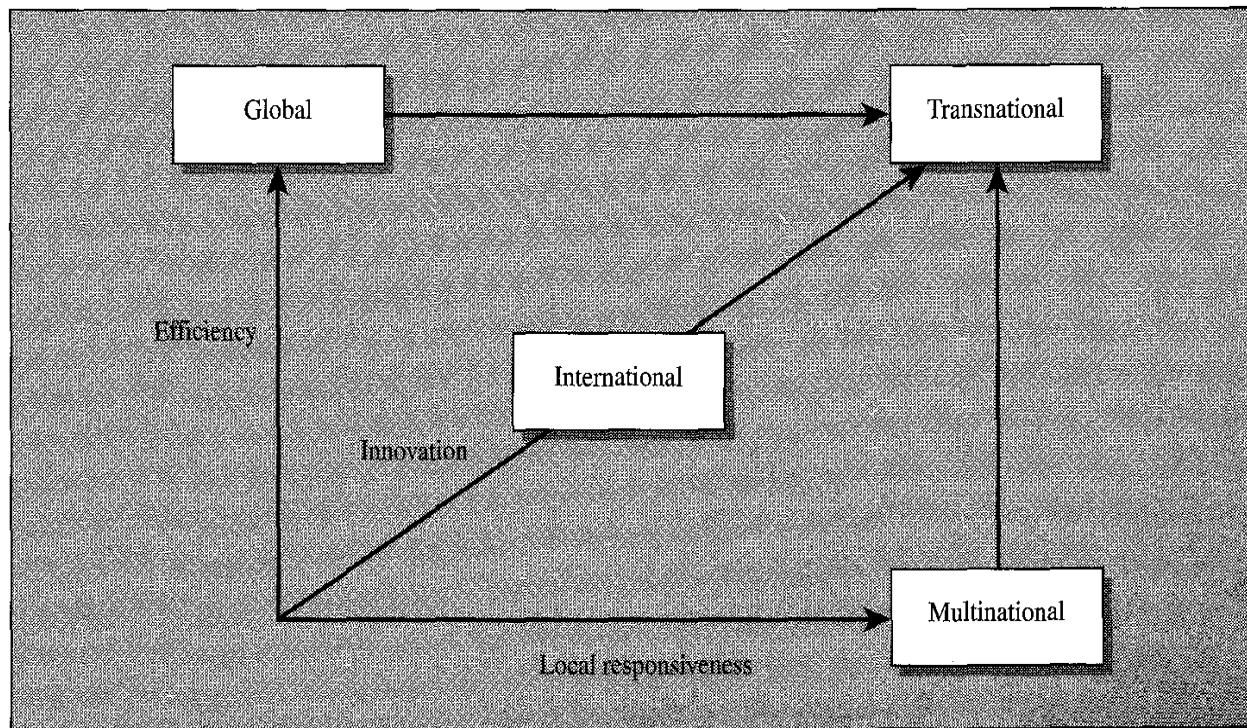 Global
Transnational
Efficiency
International
Innovation
Multinational
Local responsiveness